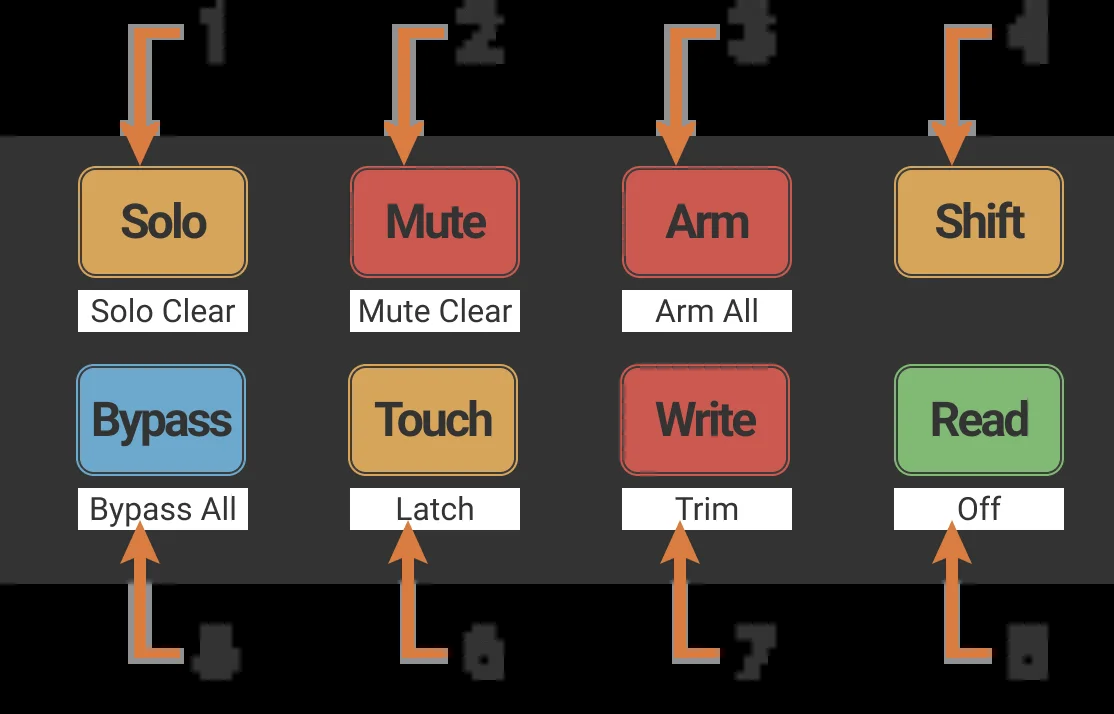 1 2 3 4
Solo Mute Arm Shift
Solo Clear Mute Clear Arm All
Bypass Touch Write Read
Bypass All Latch Trim Off
5 6 7 8